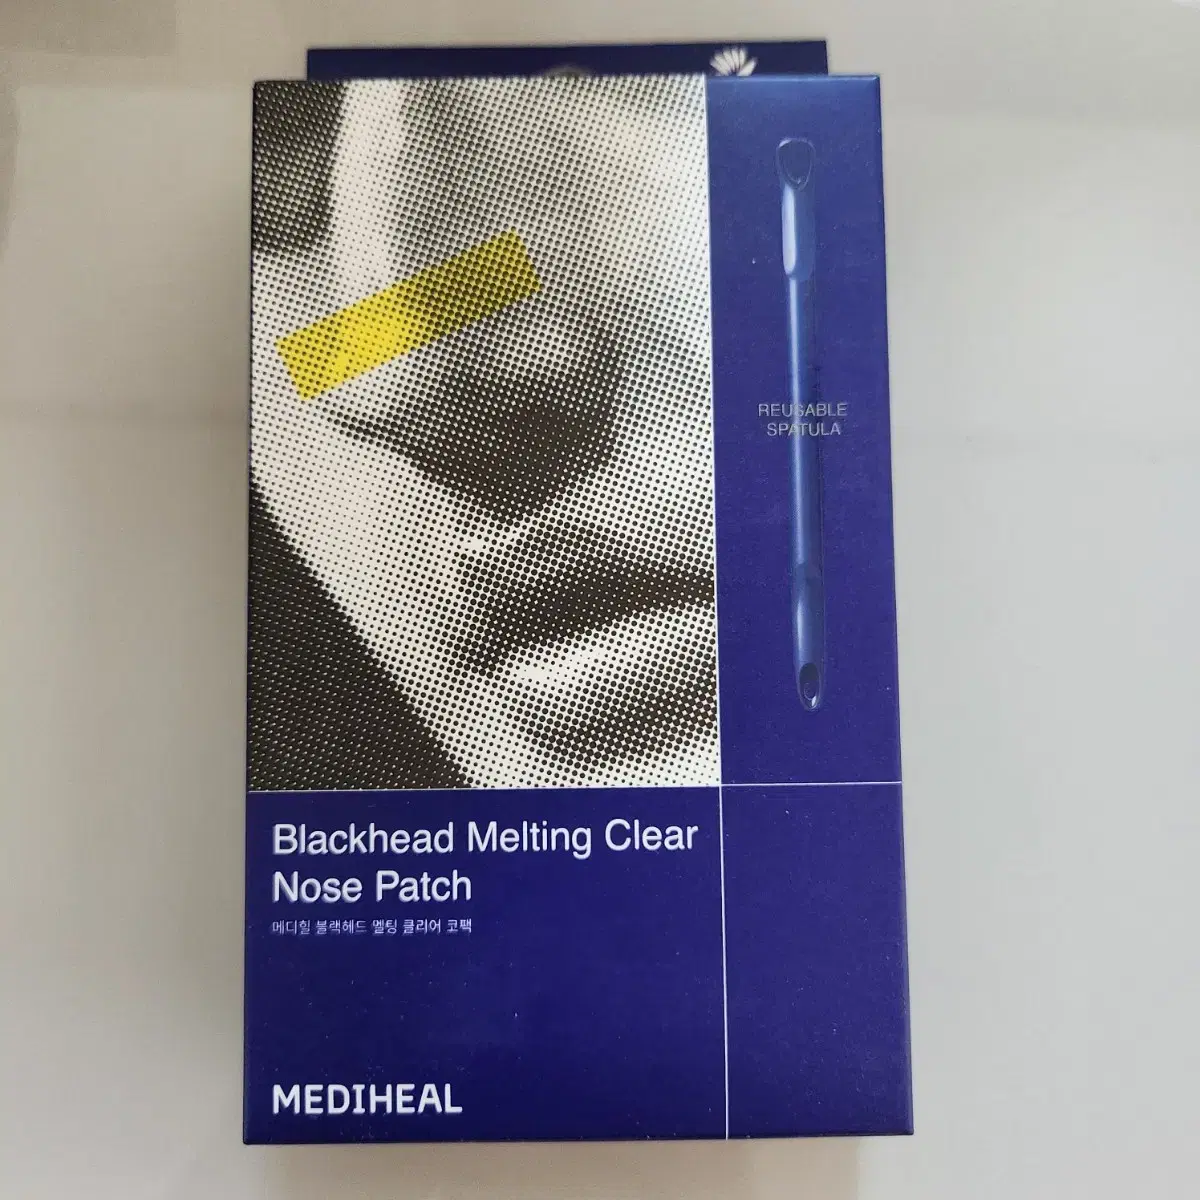 REUSABLE
SPATULA
Blackhead Melting Clear
Nose Patch
메디힐 블랙헤드 멜팅 클리어 코팩
MEDIHEAL